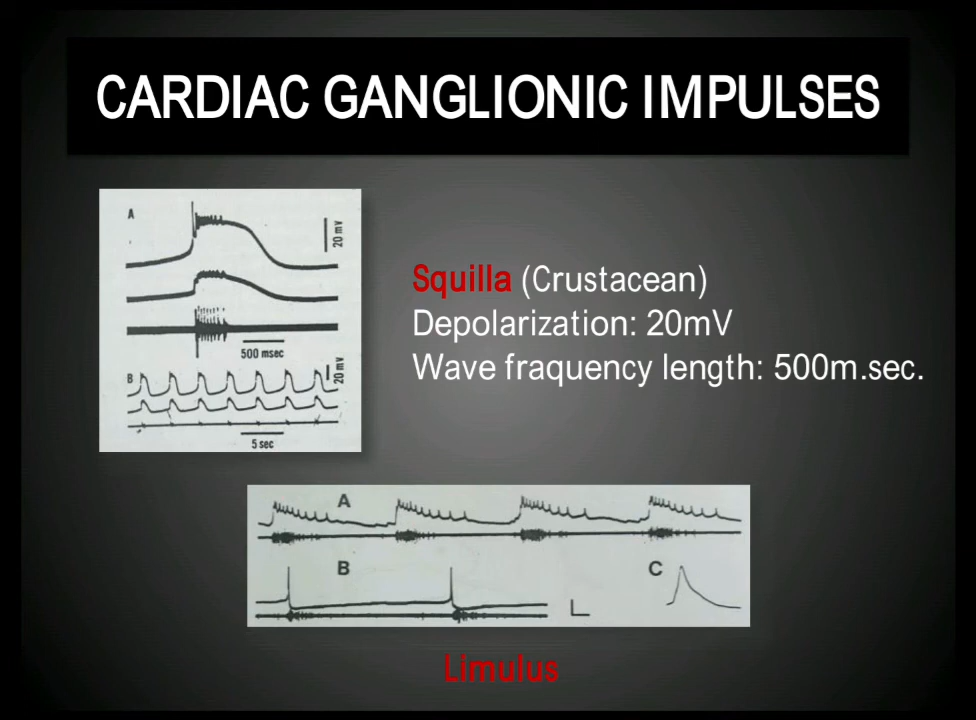 CARDIAC GANGLIONIC IMPULSES
A
20 mv
500 msec
B
20 mv
5 sec
Squilla (Crustacean)
Depolarization: 20mV
Wave fraquency length: 500m.sec.
A
B
C
Limulus